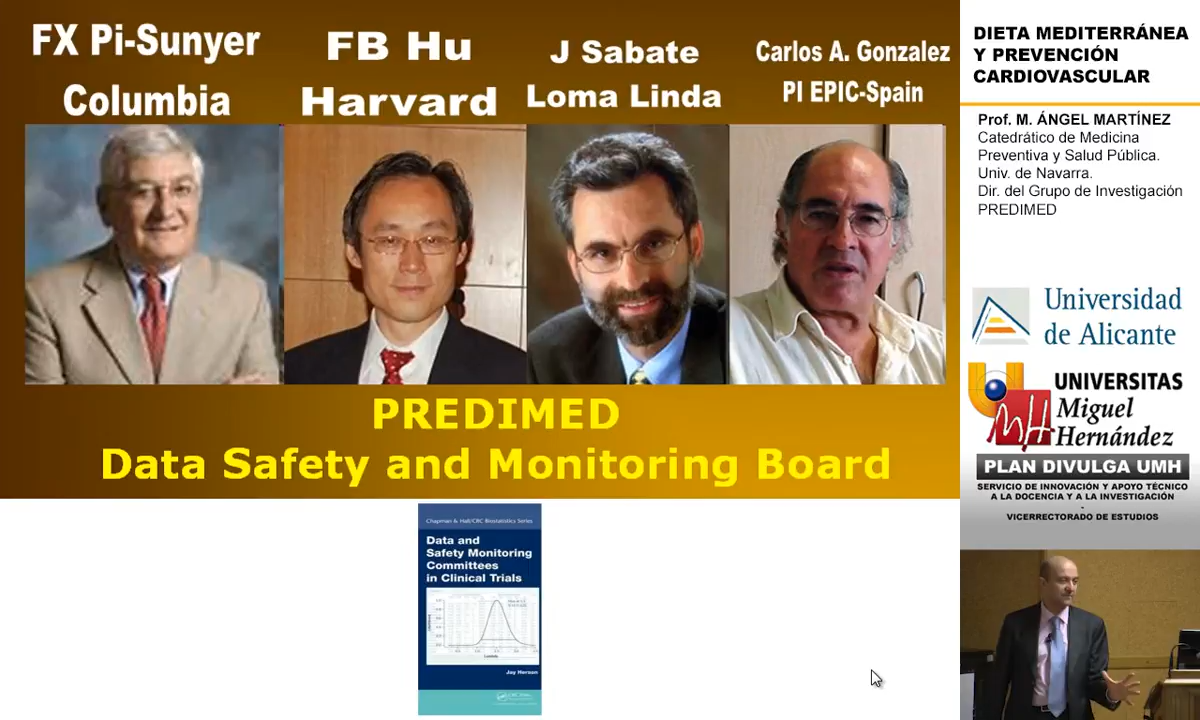 FX Pi-Sunyer
Columbia
FB Hu
Harvard
J Sabate
Loma Linda
Carlos A. Gonzalez
PI EPIC-Spain
PREDIMED
Data Safety and Monitoring Board
Chapman & Hall/CRC Biostatistics Series
Data and
Safety Monitoring
Committees
in Clinical Trials
Jay Herson
DIETA MEDITERRÁNEA
Y PREVENCIÓN
CARDIOVASCULAR
Prof. M. ÁNGEL MARTÍNEZ
Catedrático de Medicina
Preventiva y Salud Pública.
Univ. de Navarra.
Dir. del Grupo de Investigación
PREDIMED
Universidad
de Alicante
UNIVERSITAS
Miguel
Hernández
PLAN DIVULGA UMH
SERVICIO DE INNOVACIÓN Y APOYO TÉCNICO
A LA DOCENCIA Y A LA INVESTIGACIÓN
-
VICERRECTORADO DE ESTUDIOS